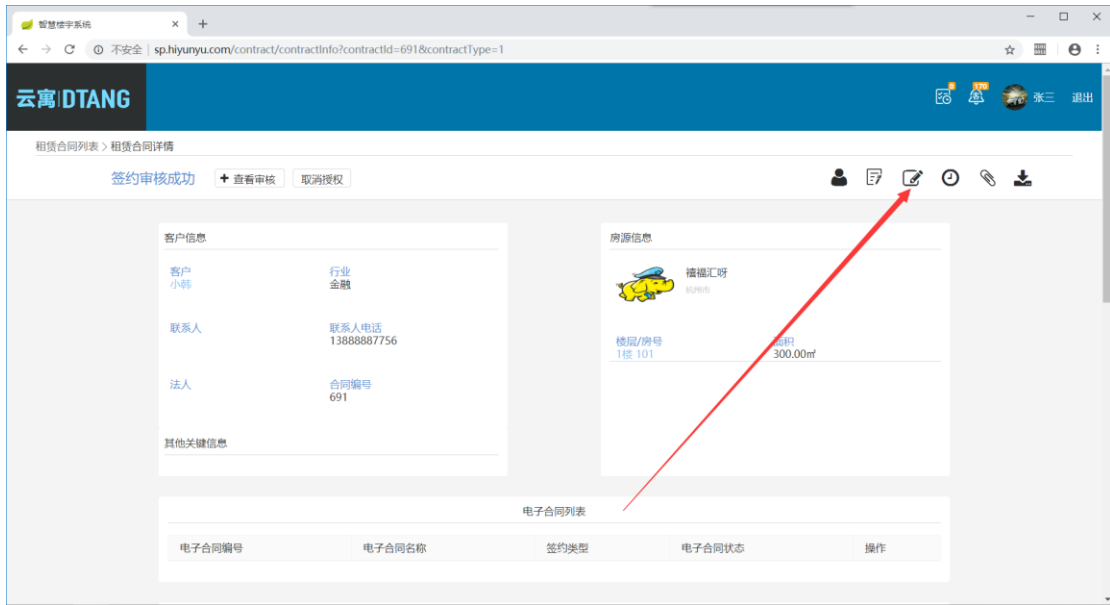 智慧楼宇系统
不安全 | sp.hiyunyu.com/contract/contractInfo?contractId=691&contractType=1
云寓|DTANG
6 170 张三 退出
租赁合同列表 > 租赁合同详情
签约审核成功 + 查看审核 取消授权
客户信息 房源信息
客户 行业 禧福汇呀
小韩 金融 杭州市
联系人 联系人电话 楼层/房号 面积
13888887756 1楼 101 300.00㎡
法人 合同编号
691
其他关键信息
电子合同列表
电子合同编号 电子合同名称 签约类型 电子合同状态 操作